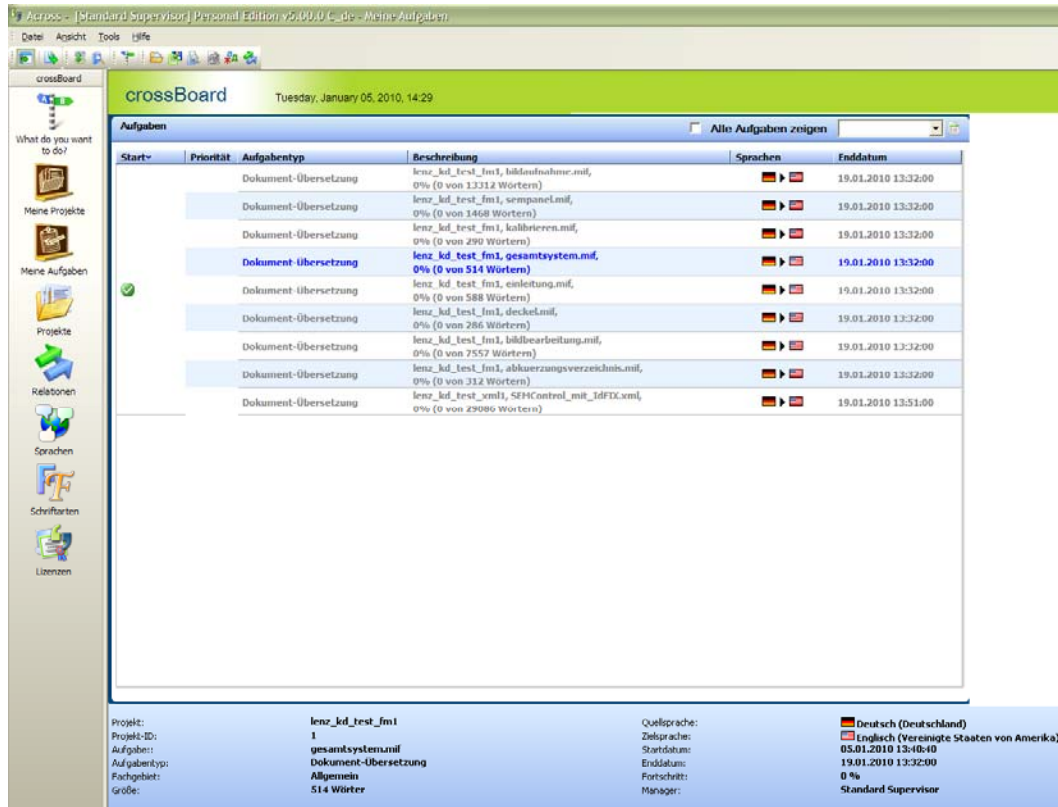 Across - [Standard Supervisor] Personal Edition v5.00.0 C_de - Meine Aufgaben
Datei Ansicht Tools Hilfe
crossBoard
crossBoard Tuesday, January 05, 2010, 14:29
What do you want to do?
Meine Projekte
Meine Aufgaben
Projekte
Relationen
Sprachen
Schriftarten
Lizenzen
Aufgaben Alle Aufgaben zeigen
Start Priorität Aufgabentyp Beschreibung Sprachen Enddatum
Dokument-Übersetzung lenz_kd_test_fm1, bildaufnahme.mif, 19.01.2010 13:32:00
0% (0 von 13312 Wörtern)
Dokument-Übersetzung lenz_kd_test_fm1, sempanel.mif, 19.01.2010 13:32:00
0% (0 von 1468 Wörtern)
Dokument-Übersetzung lenz_kd_test_fm1, kalibrieren.mif, 19.01.2010 13:32:00
0% (0 von 290 Wörtern)
Dokument-Übersetzung lenz_kd_test_fm1, gesamtsystem.mif, 19.01.2010 13:32:00
0% (0 von 514 Wörtern)
Dokument-Übersetzung lenz_kd_test_fm1, einleitung.mif, 19.01.2010 13:32:00
0% (0 von 588 Wörtern)
Dokument-Übersetzung lenz_kd_test_fm1, deckel.mif, 19.01.2010 13:32:00
0% (0 von 286 Wörtern)
Dokument-Übersetzung lenz_kd_test_fm1, bildbearbeitung.mif, 19.01.2010 13:32:00
0% (0 von 7557 Wörtern)
Dokument-Übersetzung lenz_kd_test_fm1, abkuerzungsverzeichnis.mif, 19.01.2010 13:32:00
0% (0 von 312 Wörtern)
Dokument-Übersetzung lenz_kd_test_xml1, SEMControl_mit_IdFIX.xml, 19.01.2010 13:51:00
0% (0 von 29086 Wörtern)
Projekt: lenz_kd_test_fm1 Quellsprache: Deutsch (Deutschland)
Projekt-ID: 1 Zielsprache: Englisch (Vereinigte Staaten von Amerika)
Aufgabe:: gesamtsystem.mif Startdatum: 05.01.2010 13:40:40
Aufgabentyp: Dokument-Übersetzung Enddatum: 19.01.2010 13:32:00
Fachgebiet: Allgemein Fortschritt: 0 %
Größe: 514 Wörter Manager: Standard Supervisor